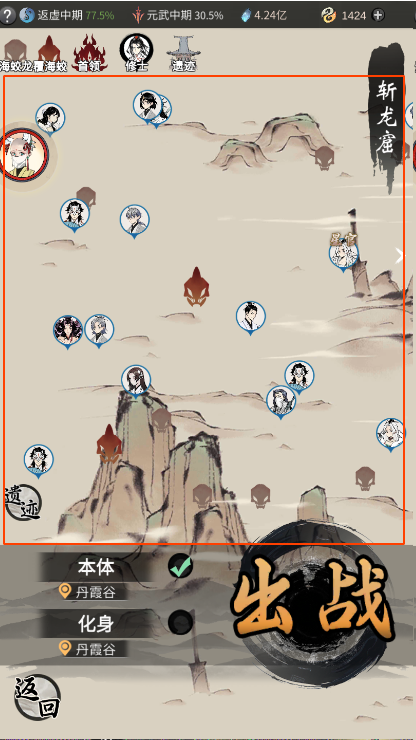 返虚中期 77.5% 元武中期 30.5% 4.24亿 1424
海蛟龙 覆海蛟 首领 修士 遗迹
斩龙窟
遗迹
本体
丹霞谷
化身
丹霞谷
出战
返回